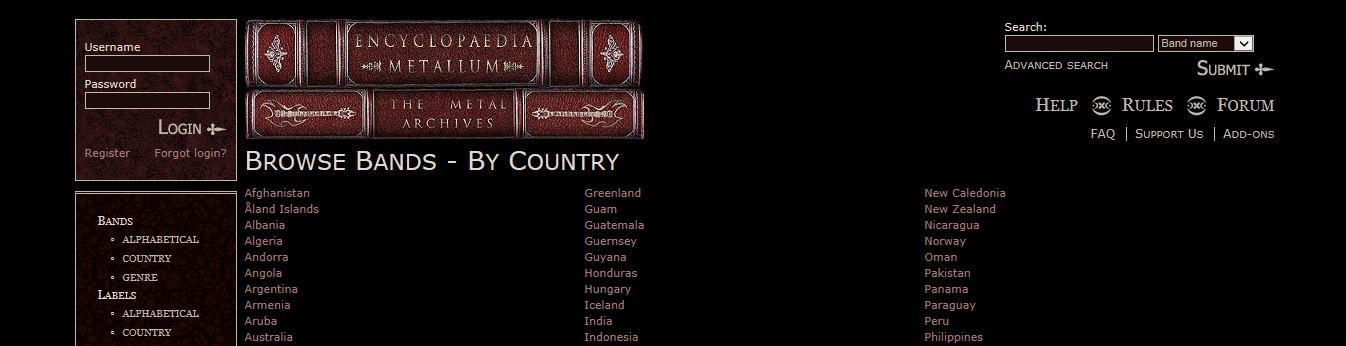 Username
Password
LOGIN
Register Forgot login?
BANDS
ALPHABETICAL
COUNTRY
GENRE
LABELS
ALPHABETICAL
COUNTRY
ENCYCLOPAEDIA
METALLUM
THE METAL
ARCHIVES
Search:
Band name
ADVANCED SEARCH
SUBMIT
HELP RULES FORUM
FAQ SUPPORT US ADD-ONS
BROWSE BANDS - BY COUNTRY
Afghanistan
Åland Islands
Albania
Algeria
Andorra
Angola
Argentina
Armenia
Aruba
Australia
Greenland
Guam
Guatemala
Guernsey
Guyana
Honduras
Hungary
Iceland
India
Indonesia
New Caledonia
New Zealand
Nicaragua
Norway
Oman
Pakistan
Panama
Paraguay
Peru
Philippines